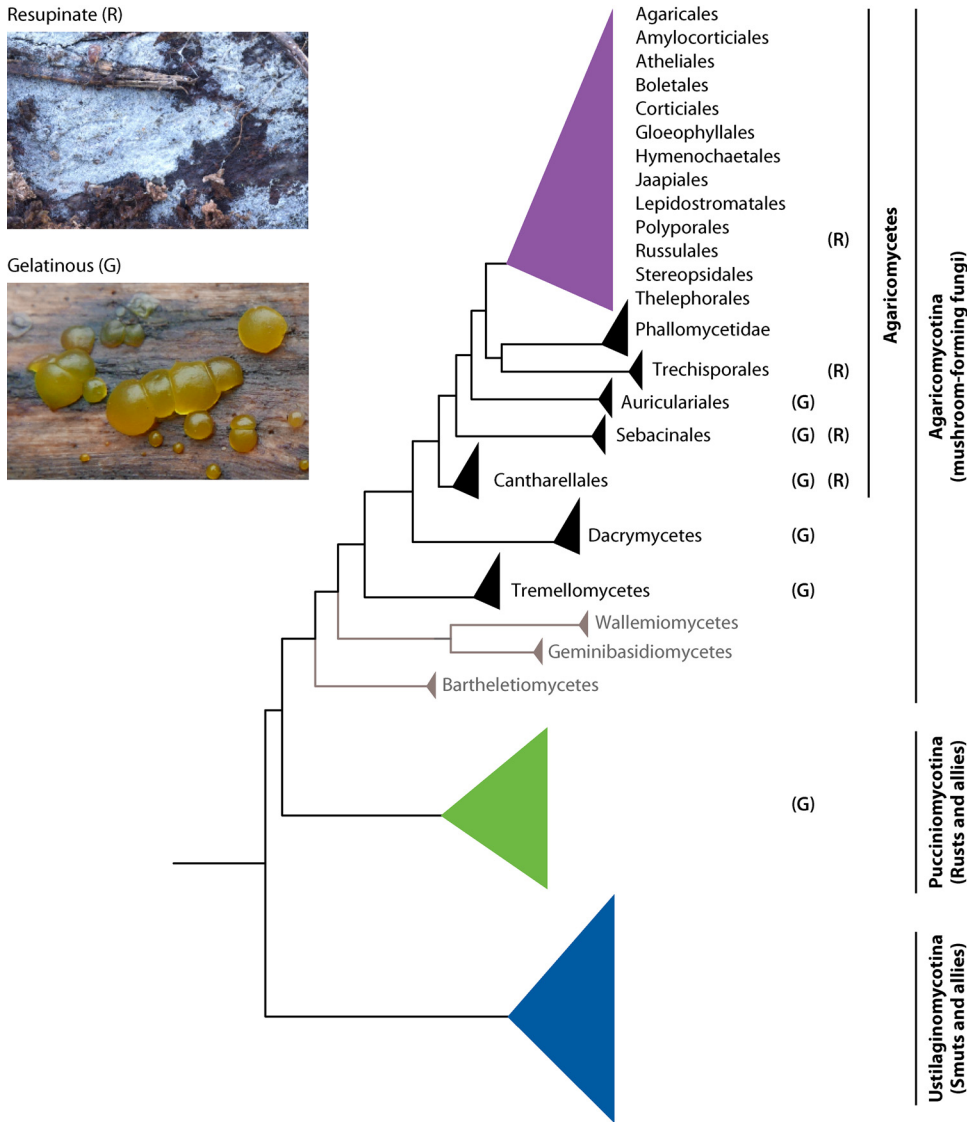 Resupinate (R)
Gelatinous (G)
Agaricales
Amylocorticiales
Atheliales
Boletales
Corticiales
Gloeophyllales
Hymenochaetales
Jaapiales
Lepidostromatales
Polyporales
(R)
Russulales
Stereopsidales
Thelephorales
Phallomycetidae
Trechisporales (R)
Auriculariales (G)
Sebacinales (G) (R)
Cantharellales (G) (R)
Dacrymycetes (G)
Tremellomycetes (G)
Wallemiomycetes
Geminibasidiomycetes
Bartheletiomycetes
(G)
Agaricomycetes
Agaricomycotina
(mushroom-forming fungi)
Pucciniomycotina
(Rusts and allies)
Ustilaginomycotina
(Smuts and allies)